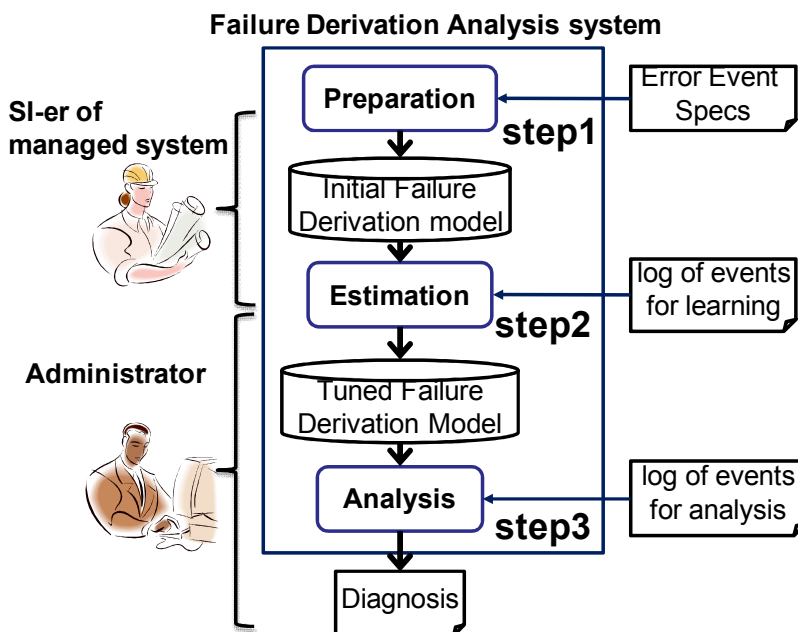 Failure Derivation Analysis system
SI-er of
managed system
Preparation
step1
Error Event
Specs
Initial Failure
Derivation model
Estimation
step2
log of events
for learning
Administrator
Tuned Failure
Derivation Model
Analysis
step3
log of events
for analysis
Diagnosis